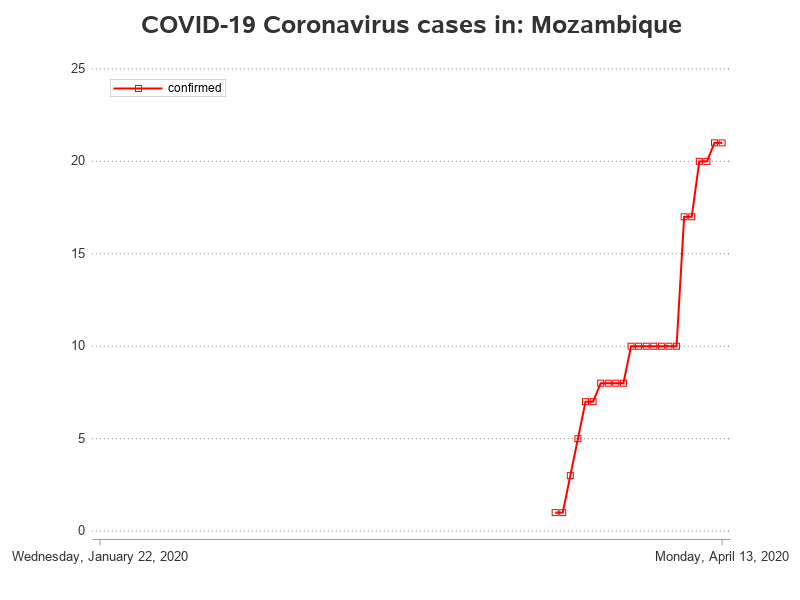 COVID-19 Coronavirus cases in: Mozambique
25
confirmed
20
15
10
5
0
Wednesday, January 22, 2020 Monday, April 13, 2020